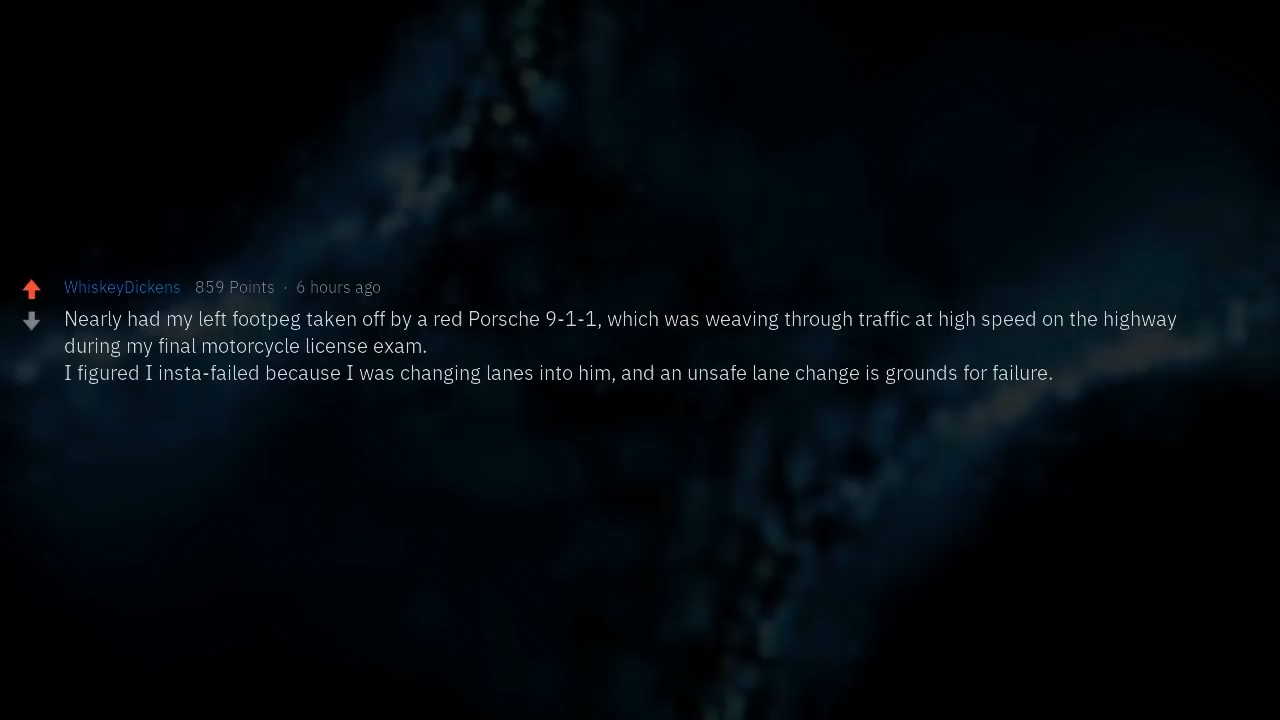 WhiskeyDickens 859 Points · 6 hours ago
Nearly had my left footpeg taken off by a red Porsche 9-1-1, which was weaving through traffic at high speed on the highway
during my final motorcycle license exam.
I figured I insta-failed because I was changing lanes into him, and an unsafe lane change is grounds for failure.